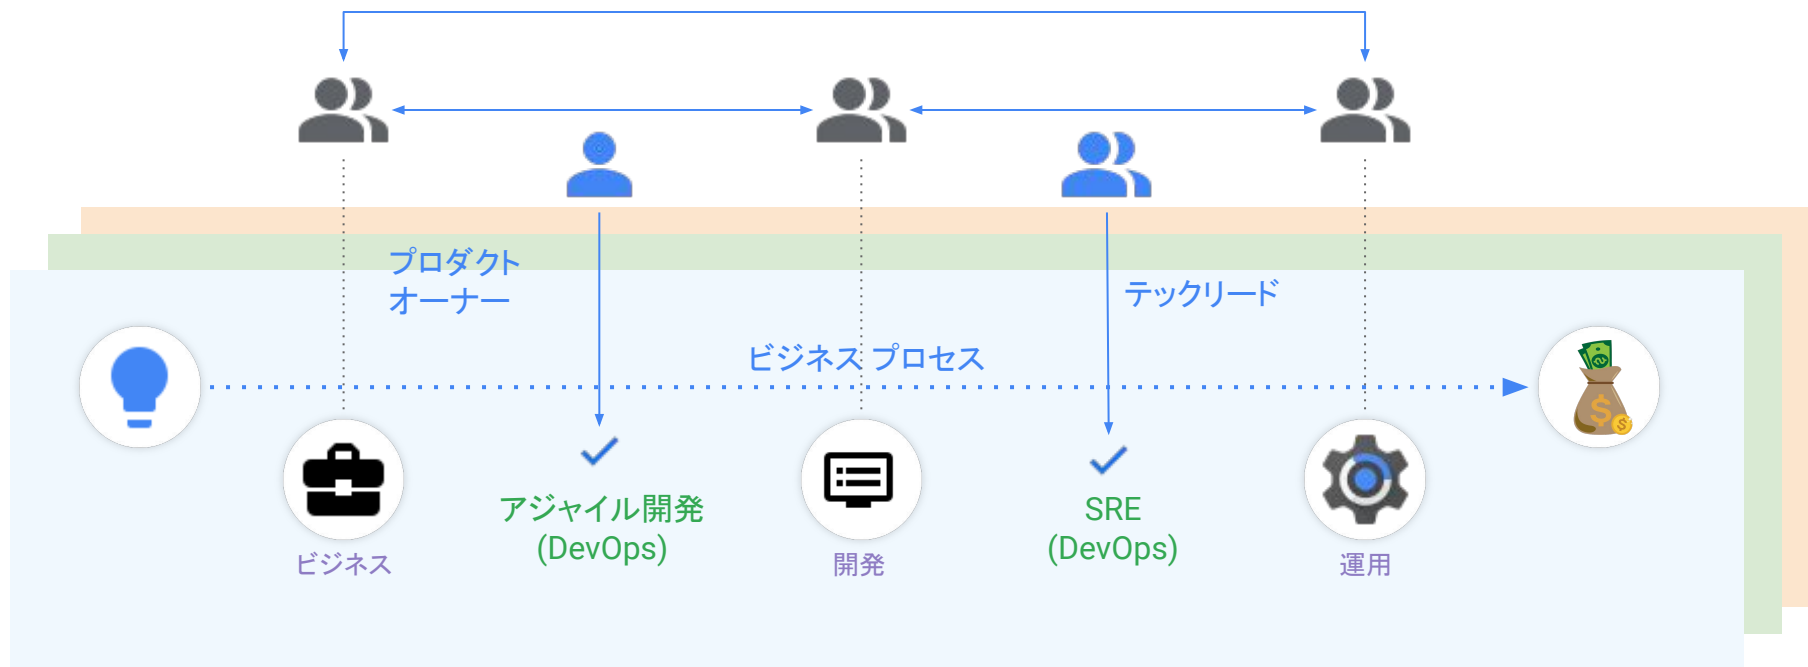 プロダクト
オーナー
テックリード
ビジネス プロセス
アジャイル開発
(DevOps)
SRE
(DevOps)
ビジネス
開発
運用